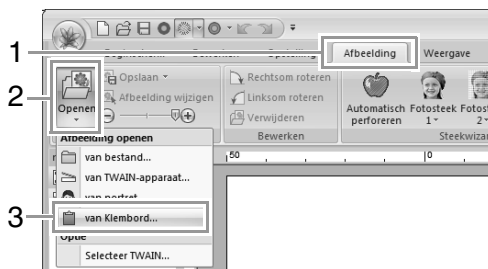 1
Afbeelding
Weergave
2
Openen
Opslaan
Afbeelding wijzigen
Rechtsom roteren
Linksom roteren
Verwijderen
Bewerken
Automatisch perforeren
Fotosteek 1
2
Afbeelding openen
van bestand...
van TWAIN-apparaat...
van portret
3
van Klembord...
Optie
Selecteer TWAIN...
50
0